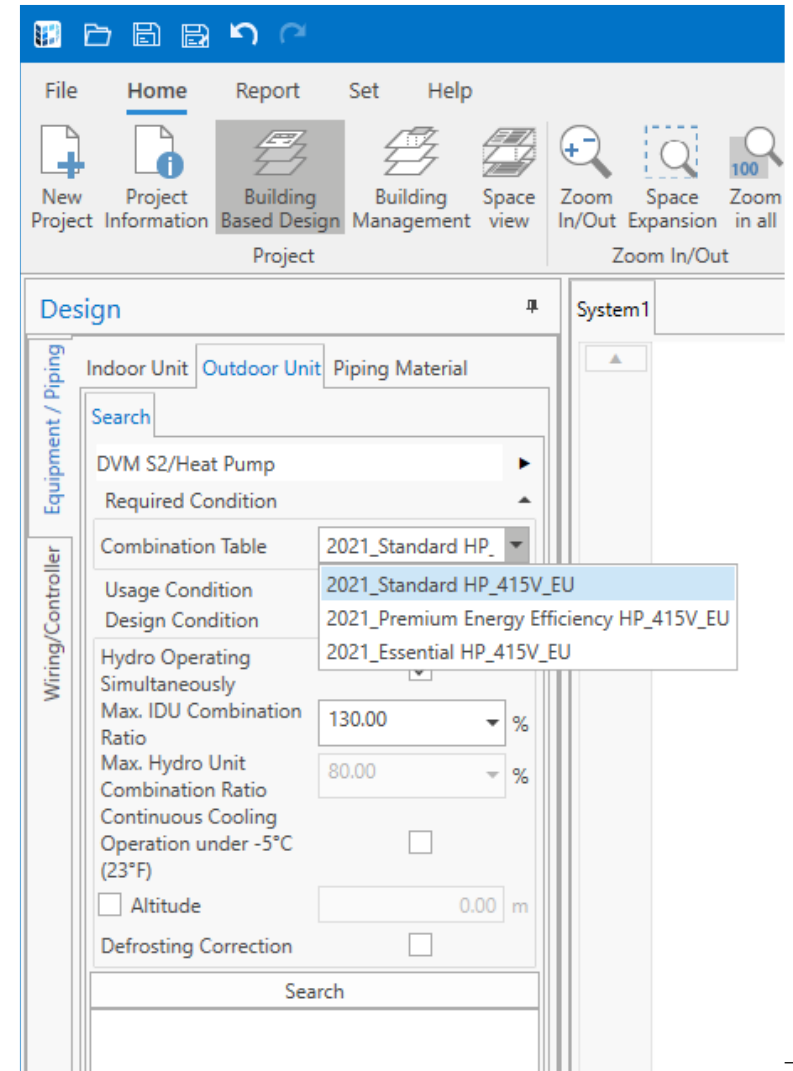 File Home Report Set Help
New Project
Project Information
Building Based Design
Building Management
Space view
Zoom In/Out
Space Expansion
100
Zoom in all
Project
Zoom In/Out
Design
System1
Equipment / Piping
Wiring/Controller
Indoor Unit Outdoor Unit Piping Material
Search
DVM S2/Heat Pump
Required Condition
Combination Table 2021_Standard HP_
2021_Standard HP_415V_EU
2021_Premium Energy Efficiency HP_415V_EU
2021_Essential HP_415V_EU
Usage Condition
Design Condition
Hydro Operating
Simultaneously
Max. IDU Combination
Ratio
130.00 %
Max. Hydro Unit
Combination Ratio
80.00 %
Continuous Cooling
Operation under -5°C
(23°F)
Altitude 0.00 m
Defrosting Correction
Search